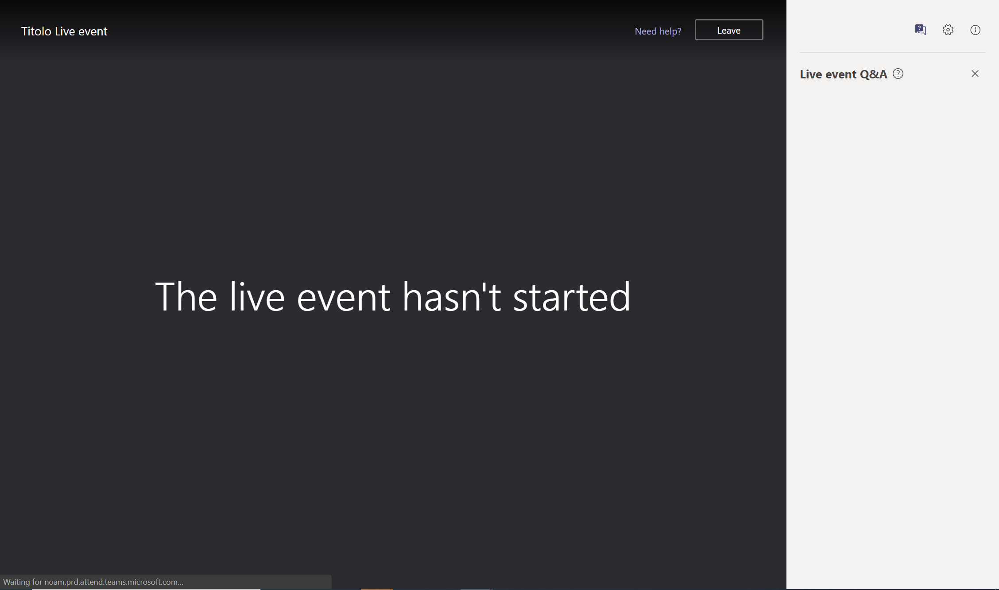 Titolo Live event
Need help?
Leave
Live event Q&A
The live event hasn't started
Waiting for noam.prd.attend.teams.microsoft.com...